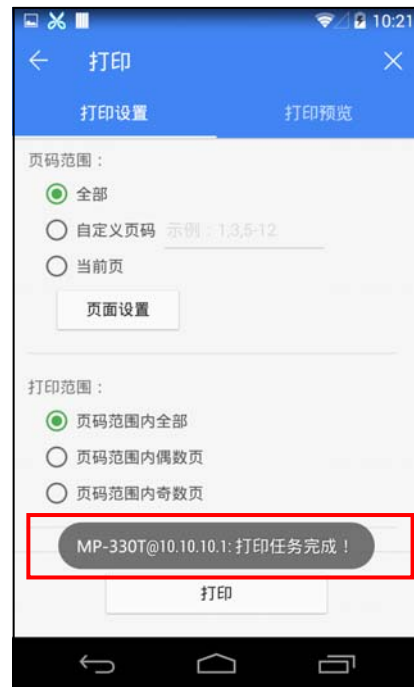 10:21
打印
打印设置 打印预览
页码范围：
全部
自定义页码 示例：1,3,5-12
当前页
页面设置
打印范围：
页码范围内全部
页码范围内偶数页
页码范围内奇数页
MP-330T@10.10.10.1: 打印任务完成！
打印